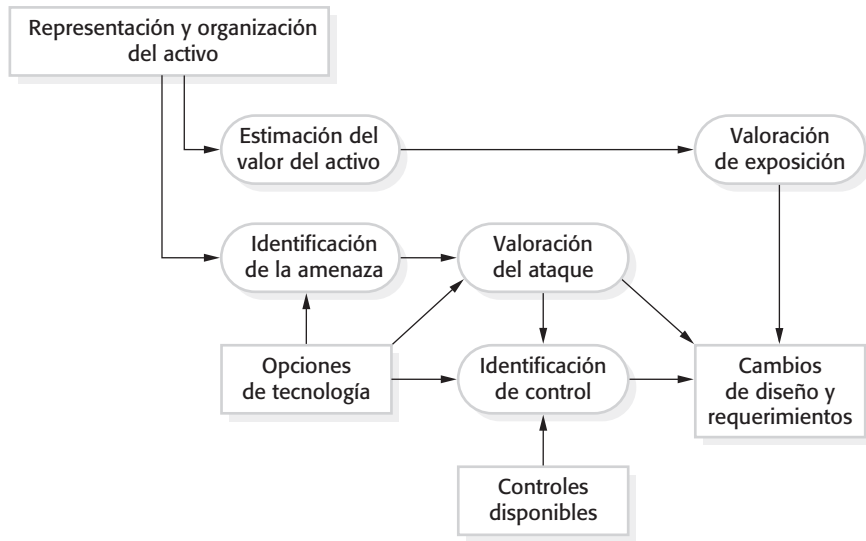 Representación y organización
del activo
Estimación del
valor del activo
Valoración
de exposición
Identificación
de la amenaza
Valoración
del ataque
Opciones
de tecnología
Identificación
de control
Cambios
de diseño y
requerimientos
Controles
disponibles